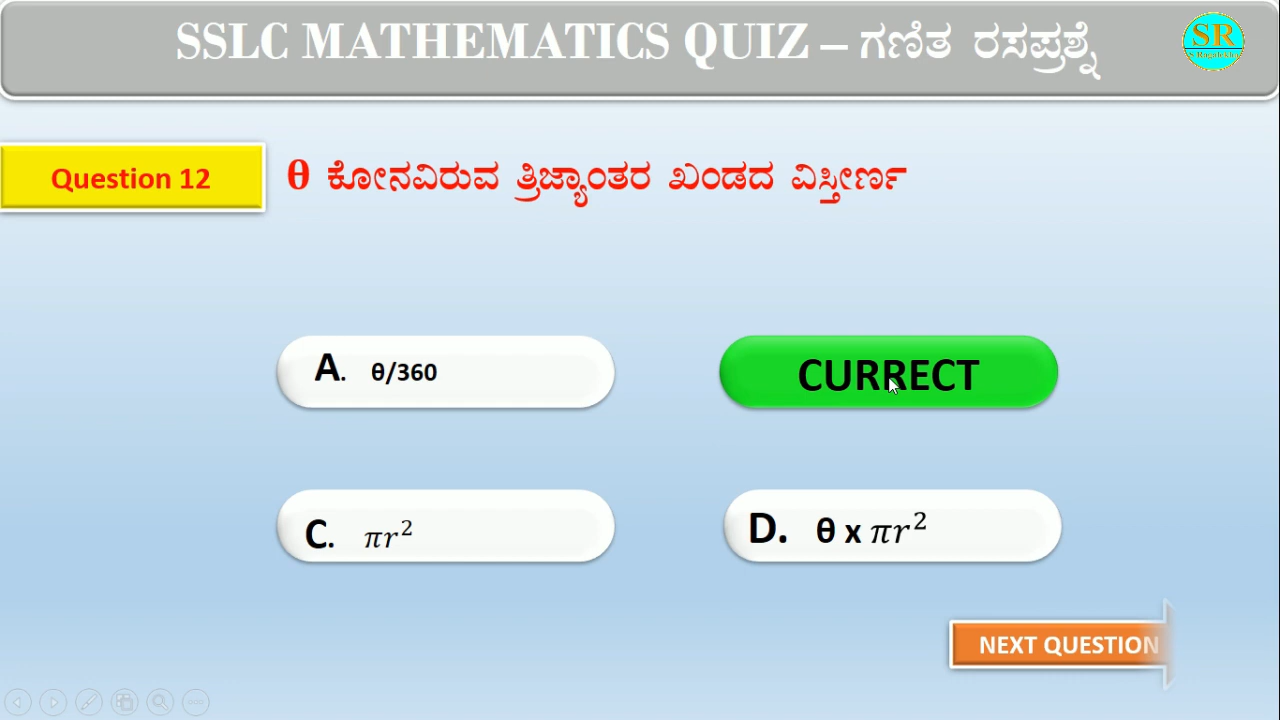 SSLC MATHEMATICS QUIZ – ಗಣಿತ ರಸಪ್ರಶ್ನೆ
SR
Question 12
θ ಕೋನವಿರುವ ತ್ರಿಜ್ಯಾಂತರ ಖಂಡದ ವಿಸ್ತೀರ್ಣ
A. θ/360
CURRECT
C. πr²
D. θ x πr²
NEXT QUESTION